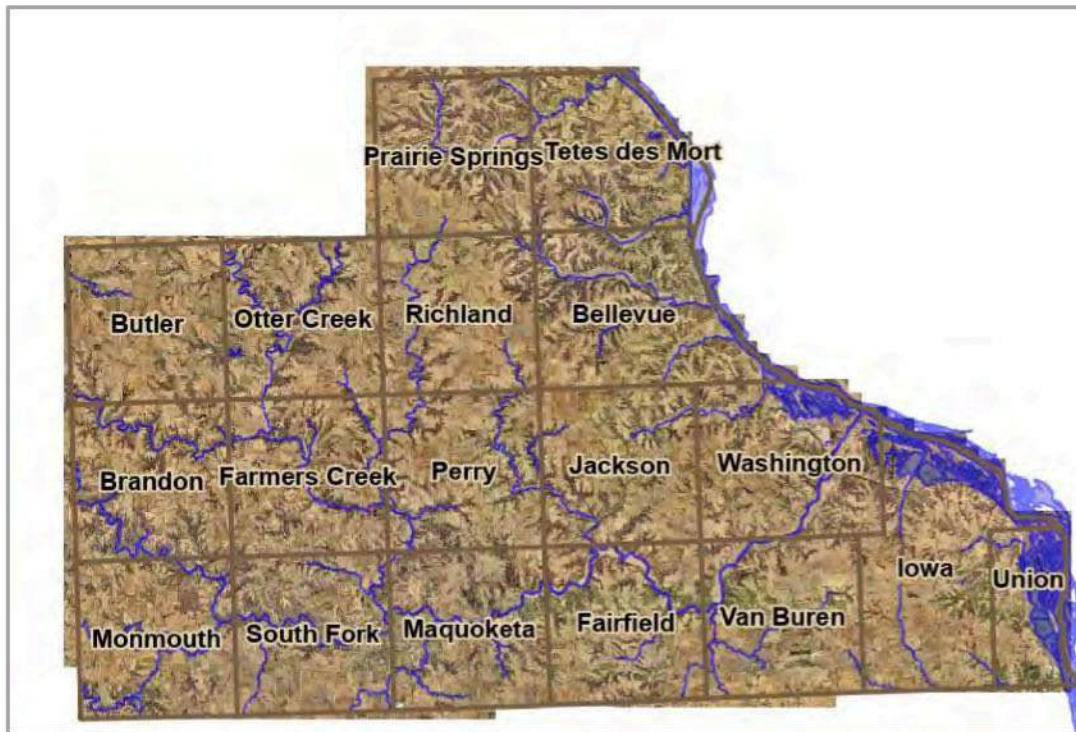 Prairie Springs
Tetes des Mort
Butler
Otter Creek
Richland
Bellevue
Brandon
Farmers Creek
Perry
Jackson
Washington
Iowa
Union
Monmouth
South Fork
Maquoketa
Fairfield
Van Buren